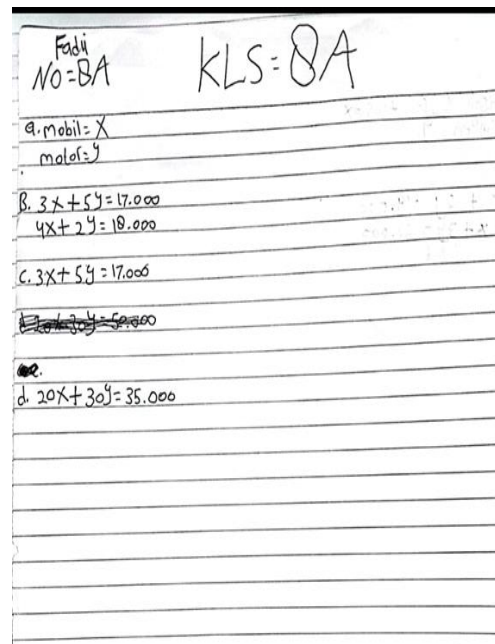 Fadii
NO=8A KLS=8A
a. mobil= X
motor=y
B. 3x+5y=17.000
4x+2y=18.000
C. 3x+5y=17.000
d. 20x+30y=35.000